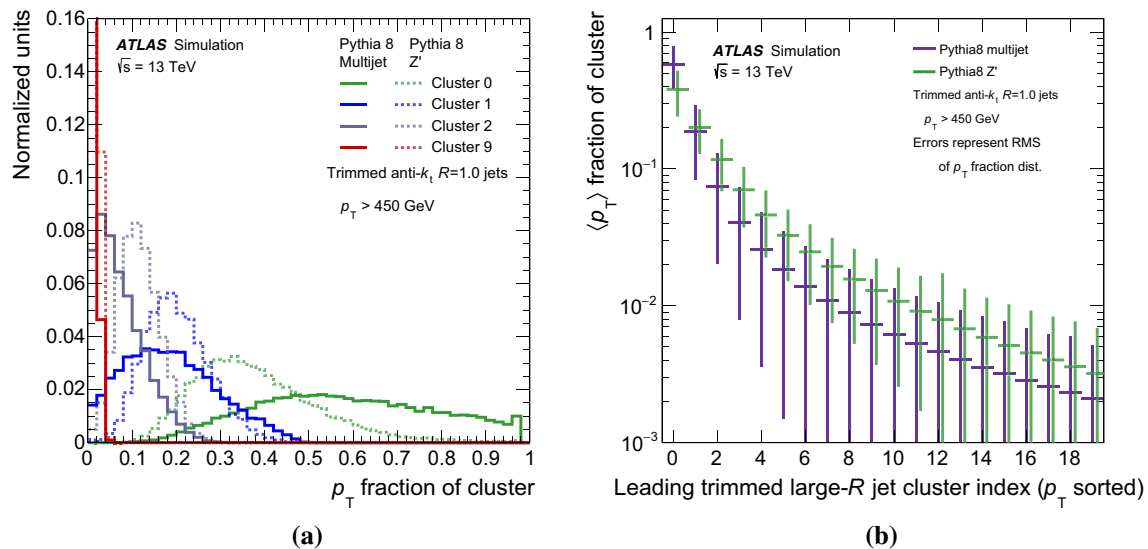 0.16
0.14
0.12
0.1
0.08
0.06
0.04
0.02
0
Normalized units
ATLAS Simulation
√s = 13 TeV
Pythia 8 Pythia 8
Multijet Z'
Cluster 0
Cluster 1
Cluster 2
Cluster 9
Trimmed anti-kt R=1.0 jets
pT > 450 GeV
0 0.1 0.2 0.3 0.4 0.5 0.6 0.7 0.8 0.9 1
pT fraction of cluster
(a)
1
10−1
10−2
10−3
⟨pT⟩ fraction of cluster
ATLAS Simulation
√s = 13 TeV
Pythia8 multijet
Pythia8 Z'
Trimmed anti-kt R=1.0 jets
pT > 450 GeV
Errors represent RMS
of pT fraction dist.
0 2 4 6 8 10 12 14 16 18
Leading trimmed large-R jet cluster index (pT sorted)
(b)